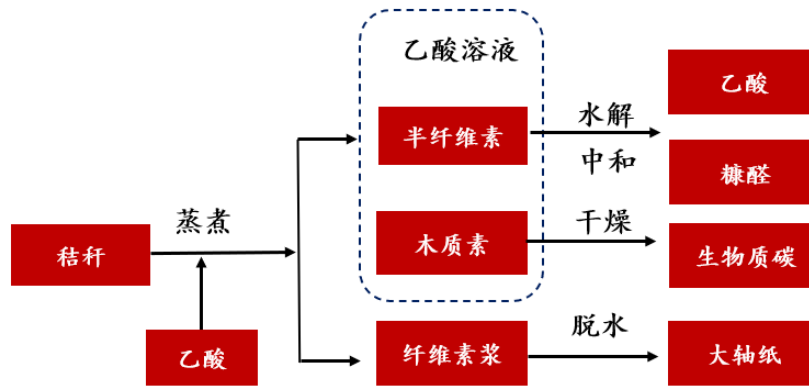 乙酸溶液
乙酸
半纤维素
水解
中和
糠醛
秸秆
蒸煮
木质素
干燥
生物质碳
乙酸
纤维素浆
脱水
大轴纸